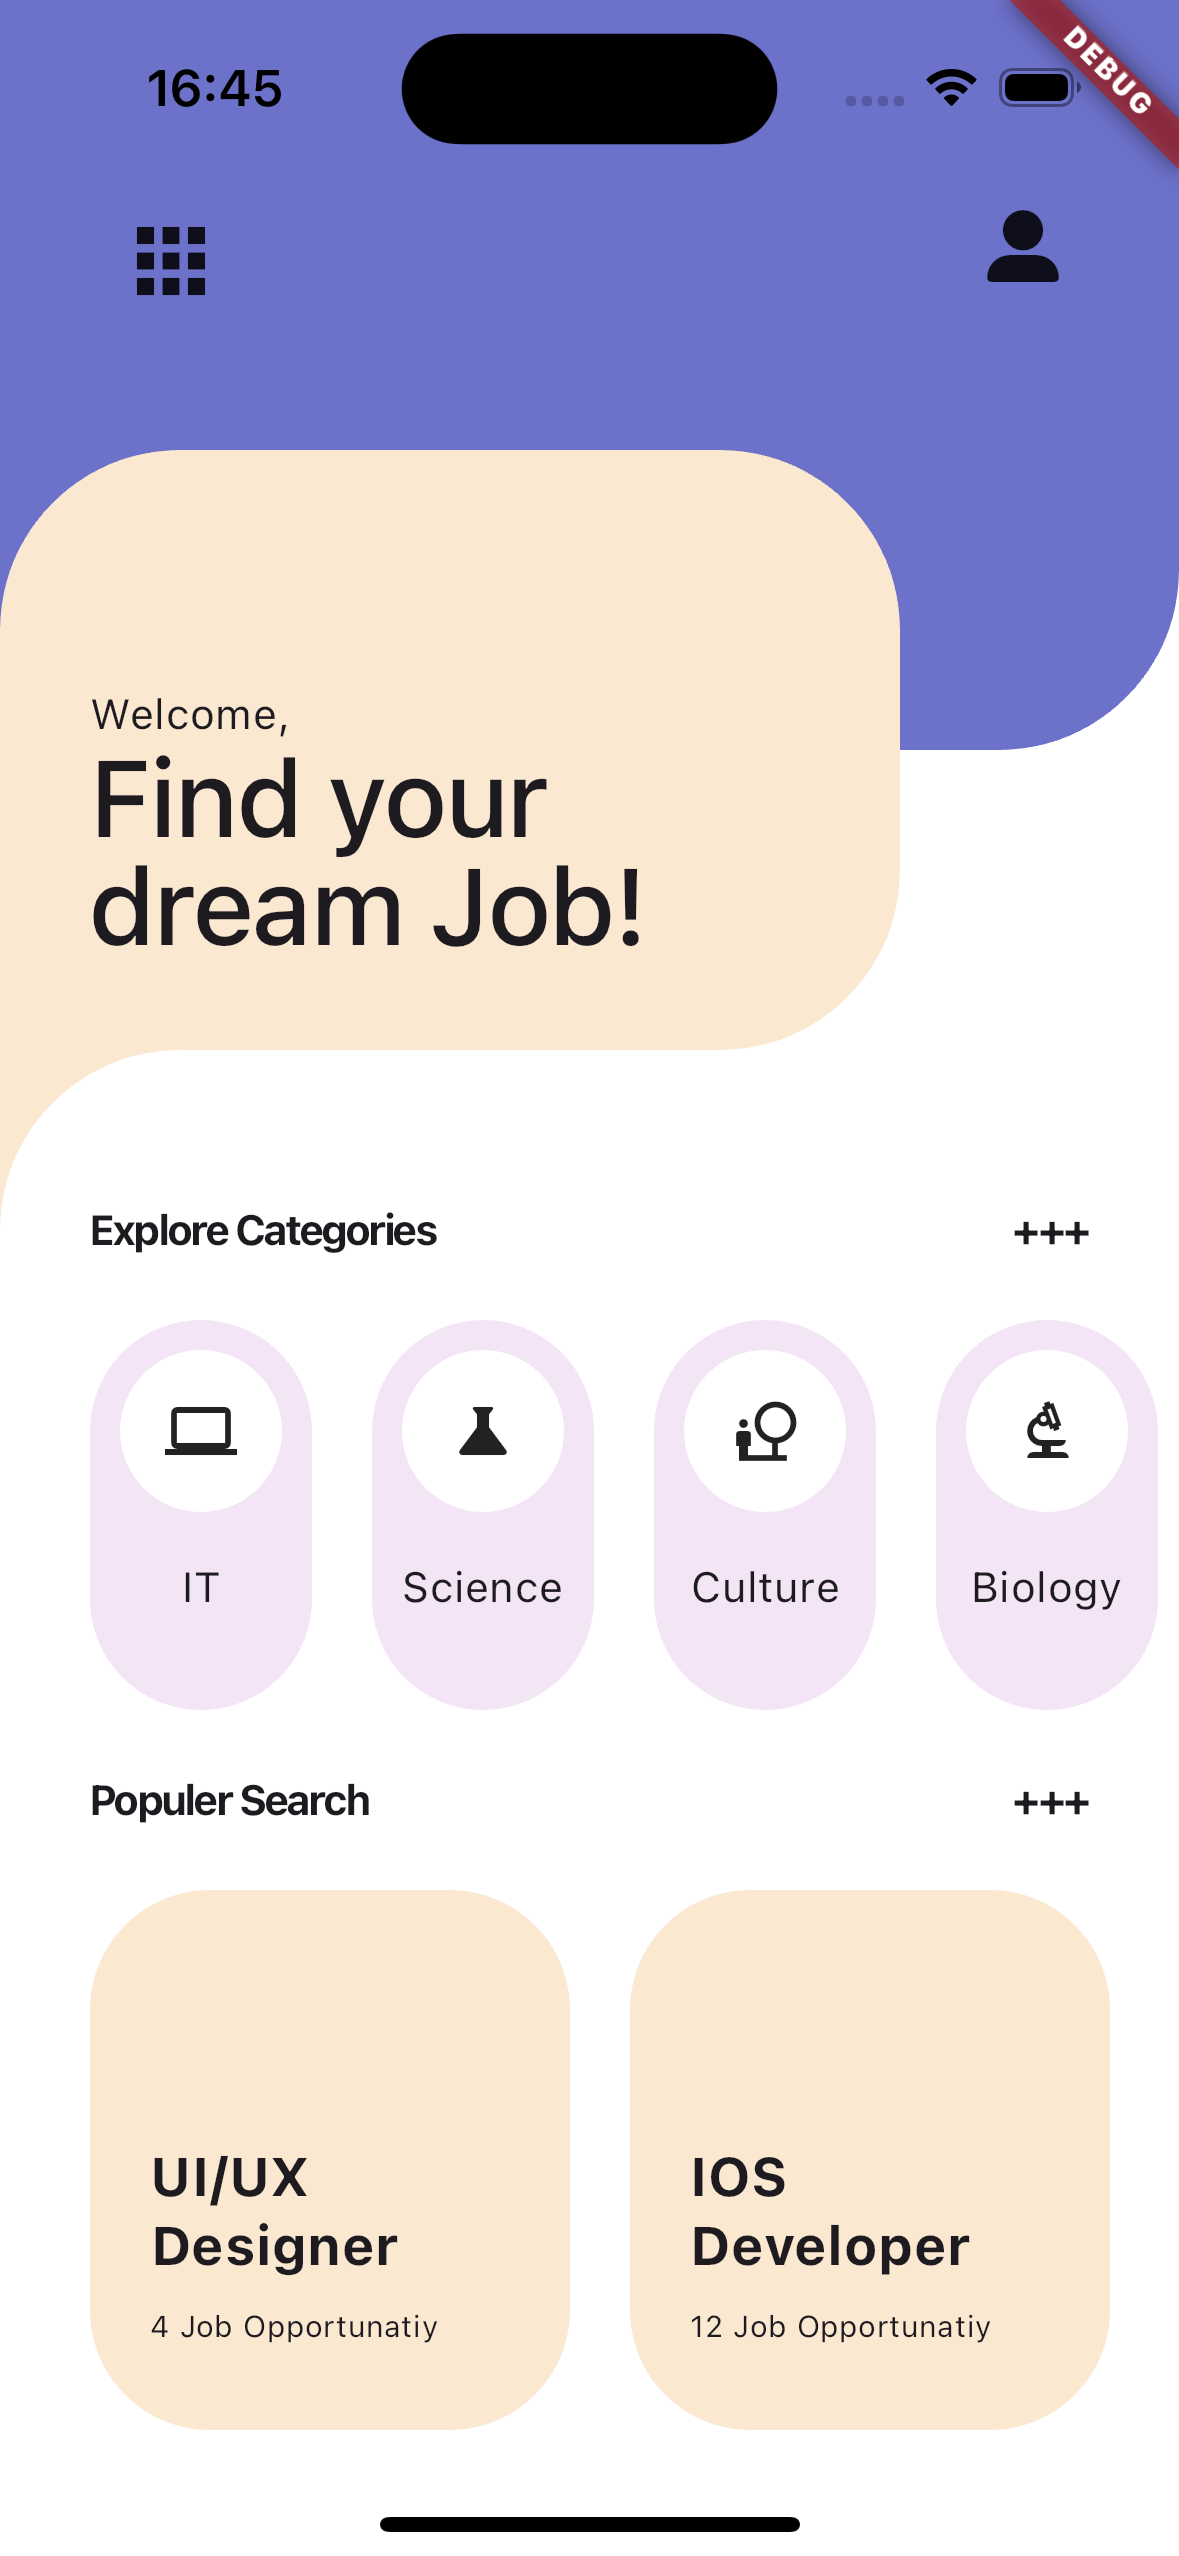 16:45
DEBUG
Welcome,
Find your
dream Job!
Explore Categories +++
IT Science Culture Biology
Populer Search +++
UI/UX
Designer
4 Job Opportunatiy
IOS
Developer
12 Job Opportunatiy